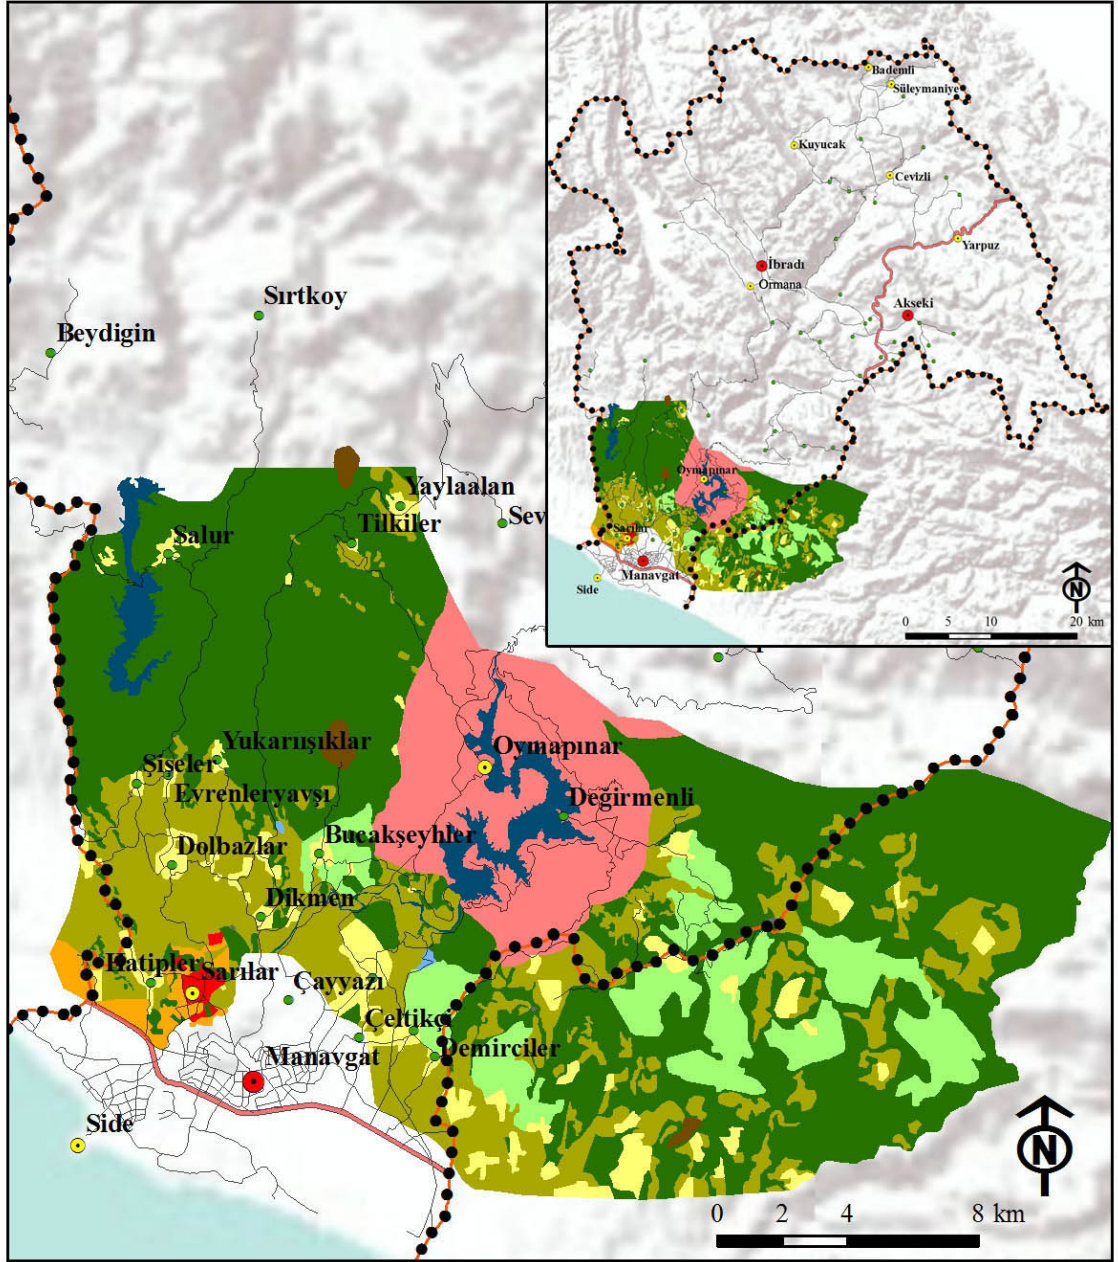 Bademli
Süleymaniye
Kuyucak
Cevizli
Yarpuz
İbradı
Ormana
Akseki
Oymapınar
Sarılar
Manavgat
Side
N
0 5 10 20 km
Sırtkoy
Beydigin
Yaylaalan
Tilkiler
Sev
Salur
Yukarıışıklar
Oymapınar
Şişeler
Evrenleryavşı
Değirmenli
Bucakşeyhler
Dolbazlar
Dikmen
Hatipler
Sarılar
Çayyazı
Çeltikçi
Demirciler
Manavgat
Side
N
0 2 4 8 km